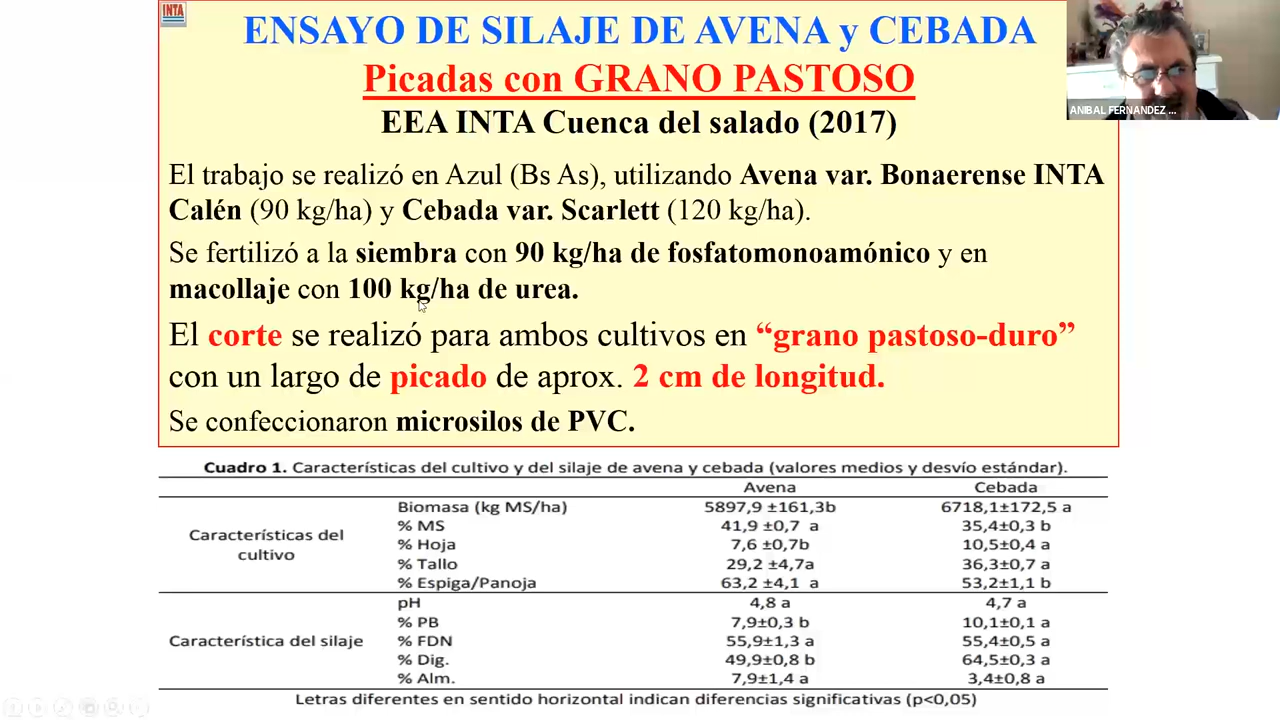 INTA
ENSAYO DE SILAJE DE AVENA y CEBADA
Picadas con GRANO PASTOSO
EEA INTA Cuenca del salado (2017)
ANIBAL FERNANDEZ ...
El trabajo se realizó en Azul (Bs As), utilizando Avena var. Bonaerense INTA
Calén (90 kg/ha) y Cebada var. Scarlett (120 kg/ha).
Se fertilizó a la siembra con 90 kg/ha de fosfatomonoamónico y en
macollaje con 100 kg/ha de urea.
El corte se realizó para ambos cultivos en “grano pastoso-duro”
con un largo de picado de aprox. 2 cm de longitud.
Se confeccionaron microsilos de PVC.
Cuadro 1. Características del cultivo y del silaje de avena y cebada (valores medios y desvío estándar).
Avena Cebada
Características del cultivo
Biomasa (kg MS/ha) 5897,9 ±161,3b 6718,1±172,5 a
% MS 41,9 ±0,7 a 35,4±0,3 b
% Hoja 7,6 ±0,7b 10,5±0,4 a
% Tallo 29,2 ±4,7a 36,3±0,7 a
% Espiga/Panoja 63,2 ±4,1 a 53,2±1,1 b
Característica del silaje
pH 4,8 a 4,7 a
% PB 7,9±0,3 b 10,1±0,1 a
% FDN 55,9±1,3 a 55,4±0,5 a
% Dig. 49,9±0,8 b 64,5±0,3 a
% Alm. 7,9±1,4 a 3,4±0,8 a
Letras diferentes en sentido horizontal indican diferencias significativas (p<0,05)